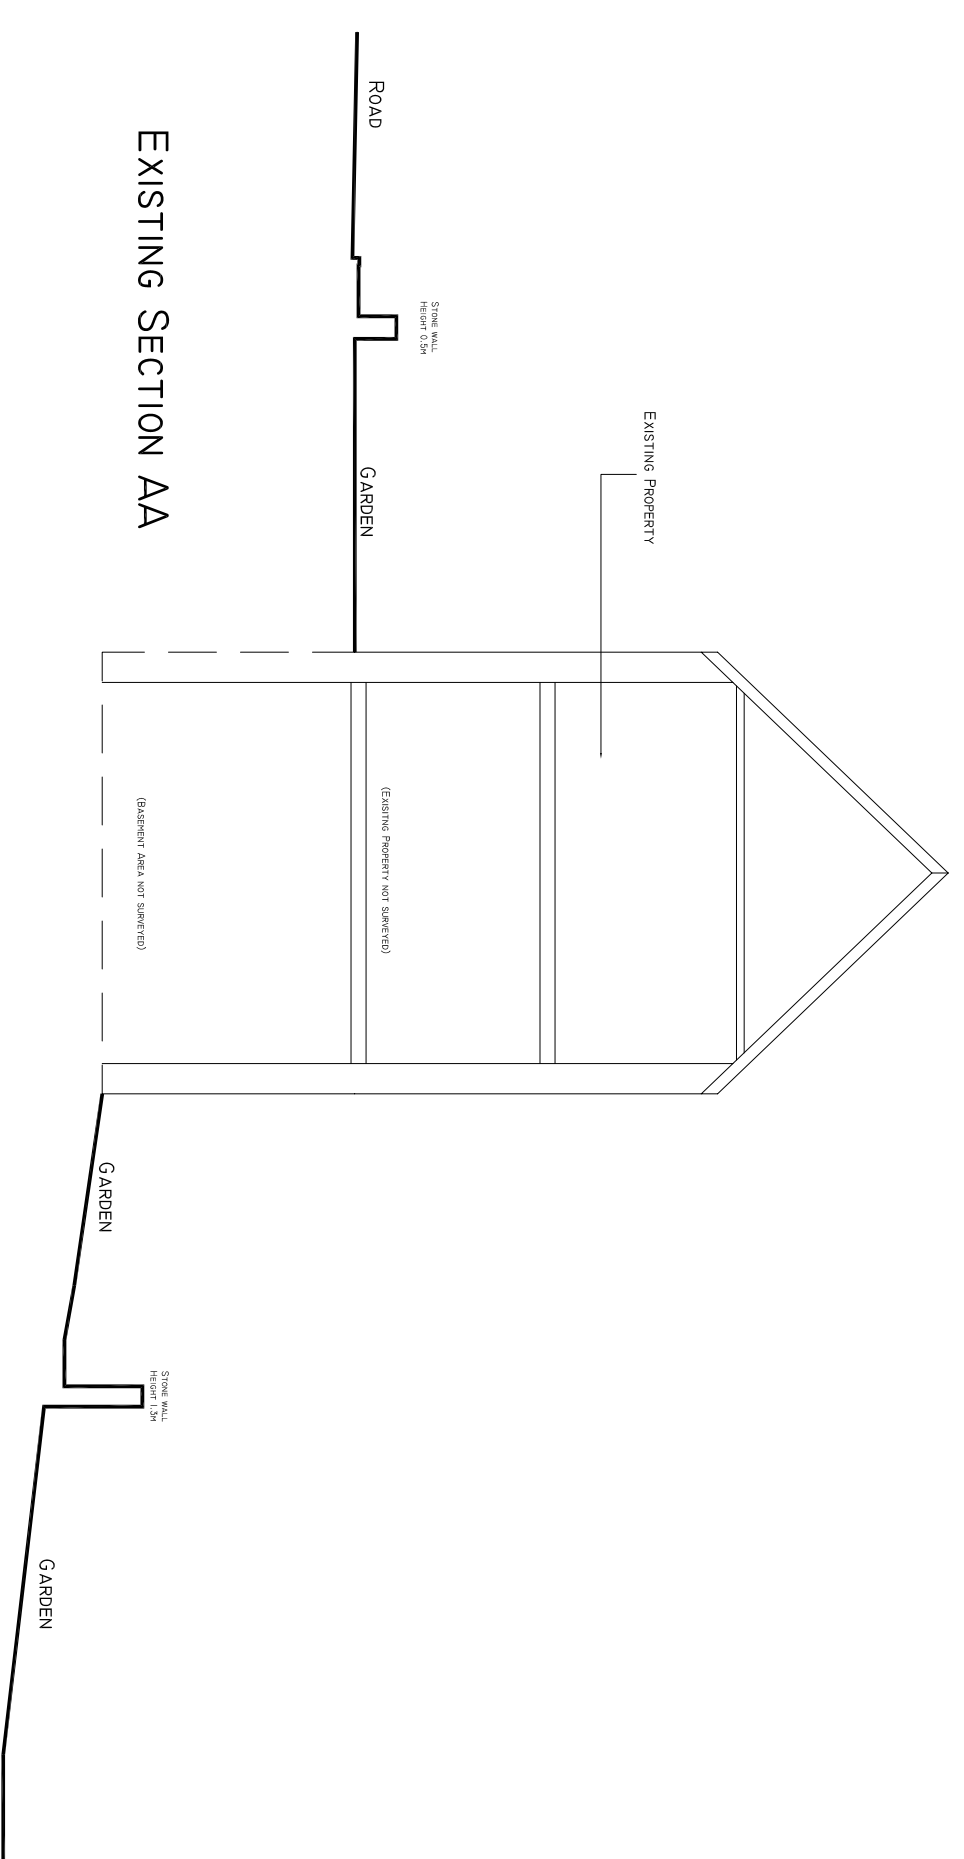 EXISTING PROPERTY
STONE WALL
HEIGHT 0.5M
ROAD
GARDEN
(EXISITNG PROPERTY NOT SURVEYED)
EXISTING SECTION AA
(BASEMENT AREA NOT SURVEYED)
STONE WALL
HEIGHT 1.3M
GARDEN
GARDEN